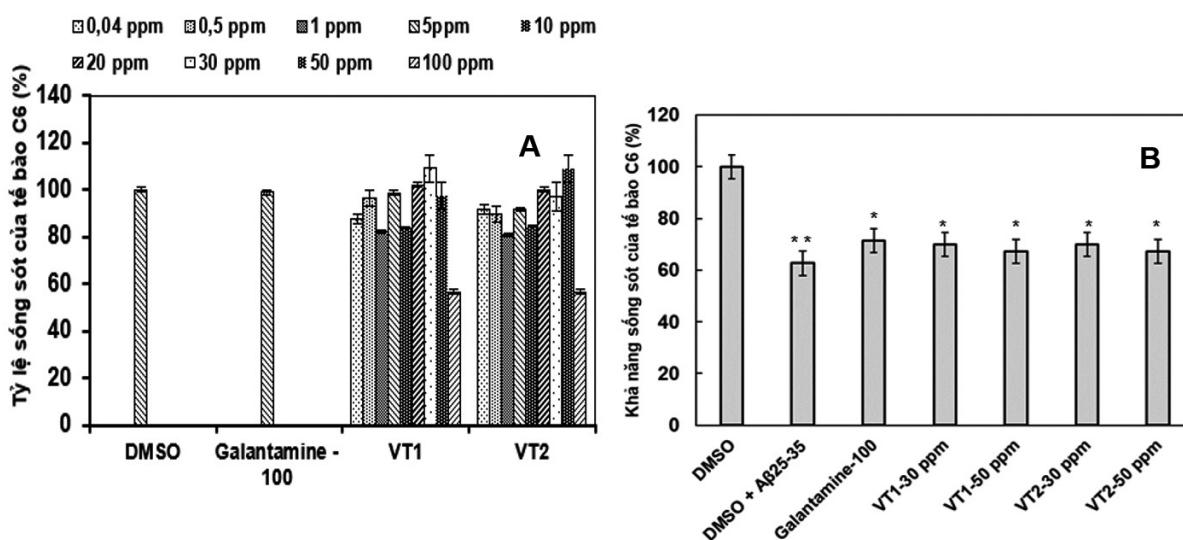 0,04 ppm 0,5 ppm 1 ppm 5ppm 10 ppm
20 ppm 30 ppm 50 ppm 100 ppm
Tỷ lệ sống sót của tế bào C6 (%)
140
120
100
80
60
40
20
0
A
DMSO Galantamine - 100 VT1 VT2
Khả năng sống sót của tế bào C6 (%)
120
100
80
60
40
20
0
B
* * * * * * *
DMSO
DMSO + Aβ25-35
Galantamine-100
VT1-30 ppm
VT1-50 ppm
VT2-30 ppm
VT2-50 ppm